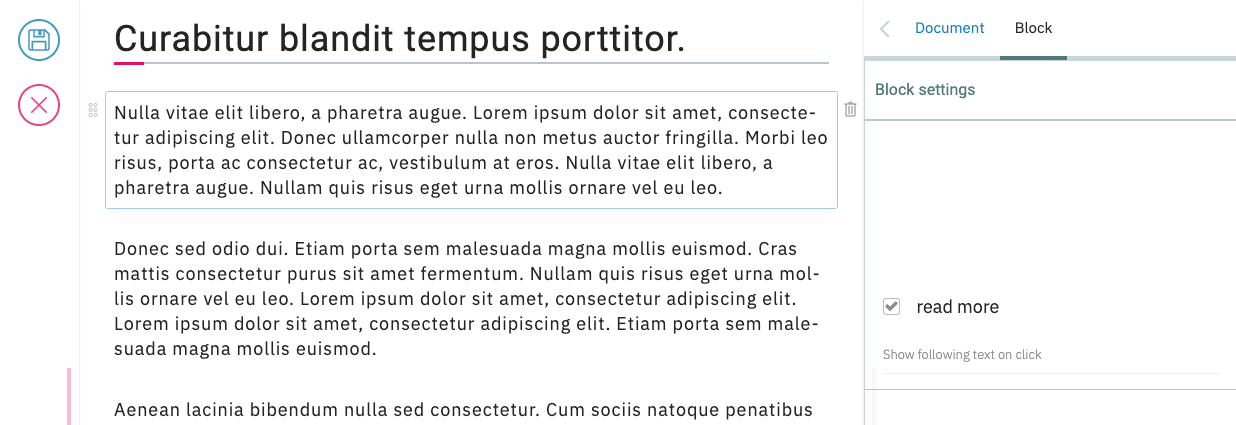 Curabitur blandit tempus porttitor.
Nulla vitae elit libero, a pharetra augue. Lorem ipsum dolor sit amet, consecte-
tur adipiscing elit. Donec ullamcorper nulla non metus auctor fringilla. Morbi leo
risus, porta ac consectetur ac, vestibulum at eros. Nulla vitae elit libero, a
pharetra augue. Nullam quis risus eget urna mollis ornare vel eu leo.
Donec sed odio dui. Etiam porta sem malesuada magna mollis euismod. Cras
mattis consectetur purus sit amet fermentum. Nullam quis risus eget urna mol-
lis ornare vel eu leo. Lorem ipsum dolor sit amet, consectetur adipiscing elit.
Lorem ipsum dolor sit amet, consectetur adipiscing elit. Etiam porta sem male-
suada magna mollis euismod.
Aenean lacinia bibendum nulla sed consectetur. Cum sociis natoque penatibus
Document
Block
Block settings
read more
Show following text on click